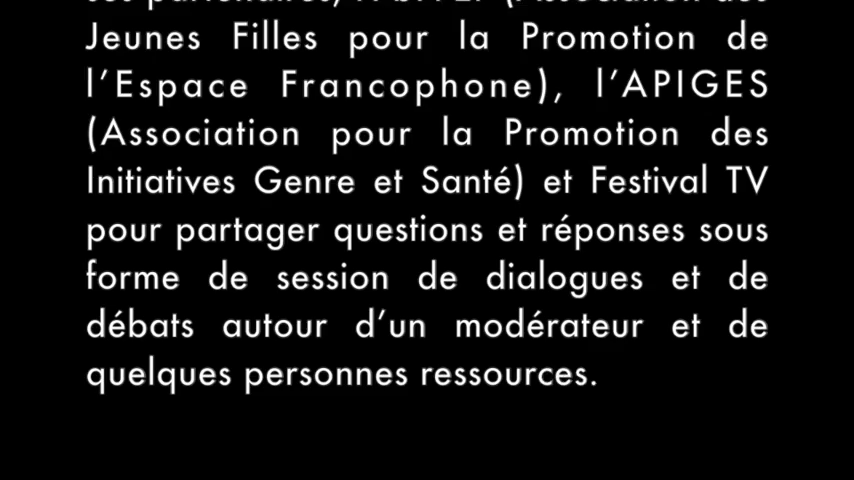 (Association des
Jeunes Filles pour la Promotion de
l’Espace Francophone), l’APIGES
(Association pour la Promotion des
Initiatives Genre et Santé) et Festival TV
pour partager questions et réponses sous
forme de session de dialogues et de
débats autour d’un modérateur et de
quelques personnes ressources.